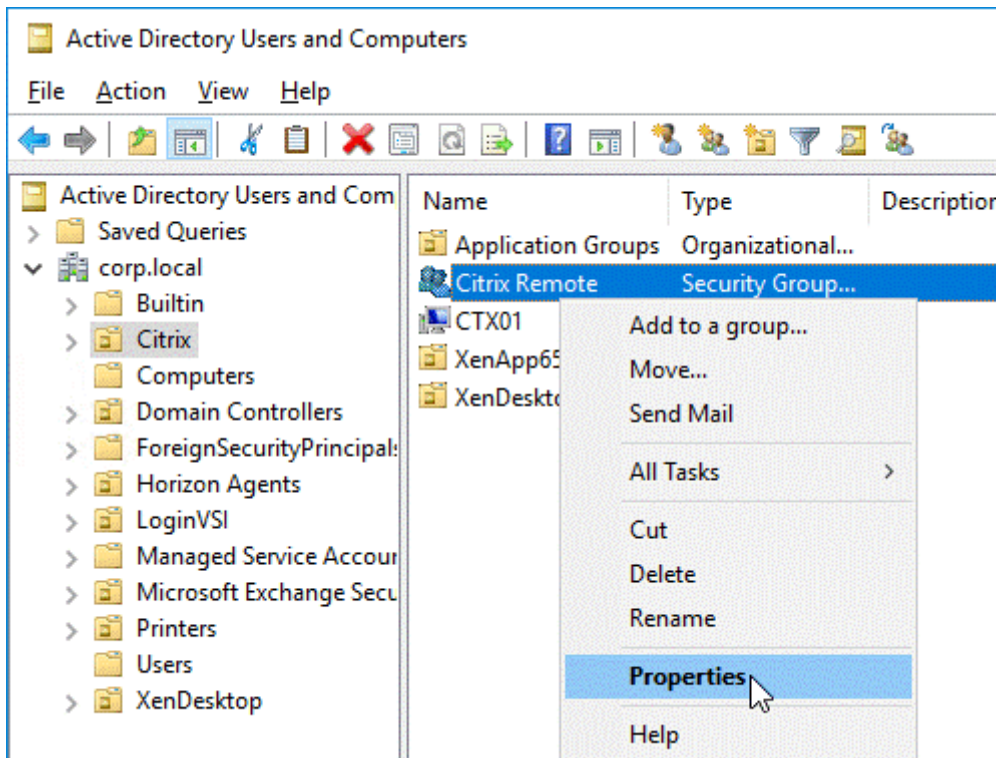 Active Directory Users and Computers
File Action View Help
Active Directory Users and Com
Saved Queries
corp.local
Builtin
Citrix
Computers
Domain Controllers
ForeignSecurityPrincipals
Horizon Agents
LoginVSI
Managed Service Accour
Microsoft Exchange Secu
Printers
Users
XenDesktop
Name Type Description
Application Groups Organizational...
Citrix Remote Security Group...
CTX01
XenApp65
XenDeskto
Add to a group...
Move...
Send Mail
All Tasks
Cut
Delete
Rename
Properties
Help